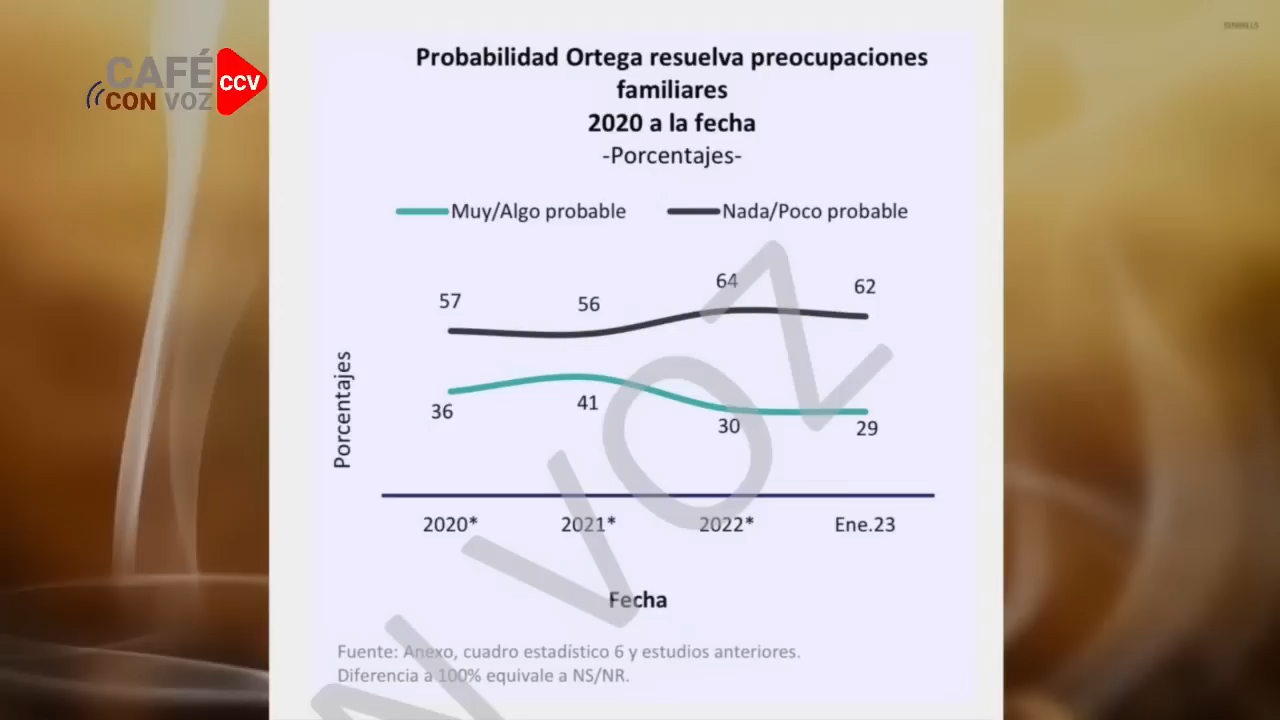 CAFÉ
CON VOZ
CCV
Probabilidad Ortega resuelva preocupaciones
familiares
2020 a la fecha
-Porcentajes-
Muy/Algo probable
Nada/Poco probable
57
56
64
62
36
41
30
29
Porcentajes
2020*
2021*
2022*
Ene.23
Fecha
Fuente: Anexo, cuadro estadístico 6 y estudios anteriores.
Diferencia a 100% equivale a NS/NR.
N VOZ